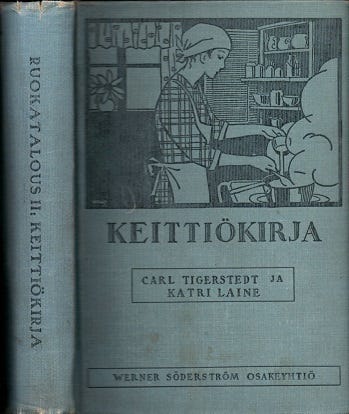 RUOKATALOUS II, KEITTIÖKIRJA
KEITTIÖKIRJA
CARL TIGERSTEDT JA
KATRI LAINE
WERNER SÖDERSTRÖM OSAKEYHTIÖ